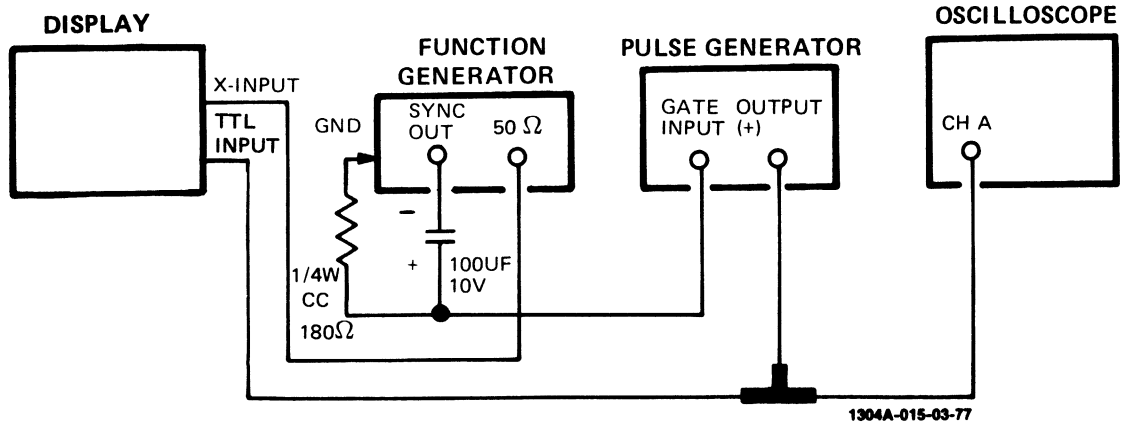 DISPLAY
FUNCTION
GENERATOR
PULSE GENERATOR
OSCILLOSCOPE
X-INPUT
TTL
INPUT
GND
SYNC
OUT
50 Ω
GATE
INPUT
OUTPUT
(+)
CH A
−
+
100UF
10V
1/4W
CC
180Ω
1304A-015-03-77